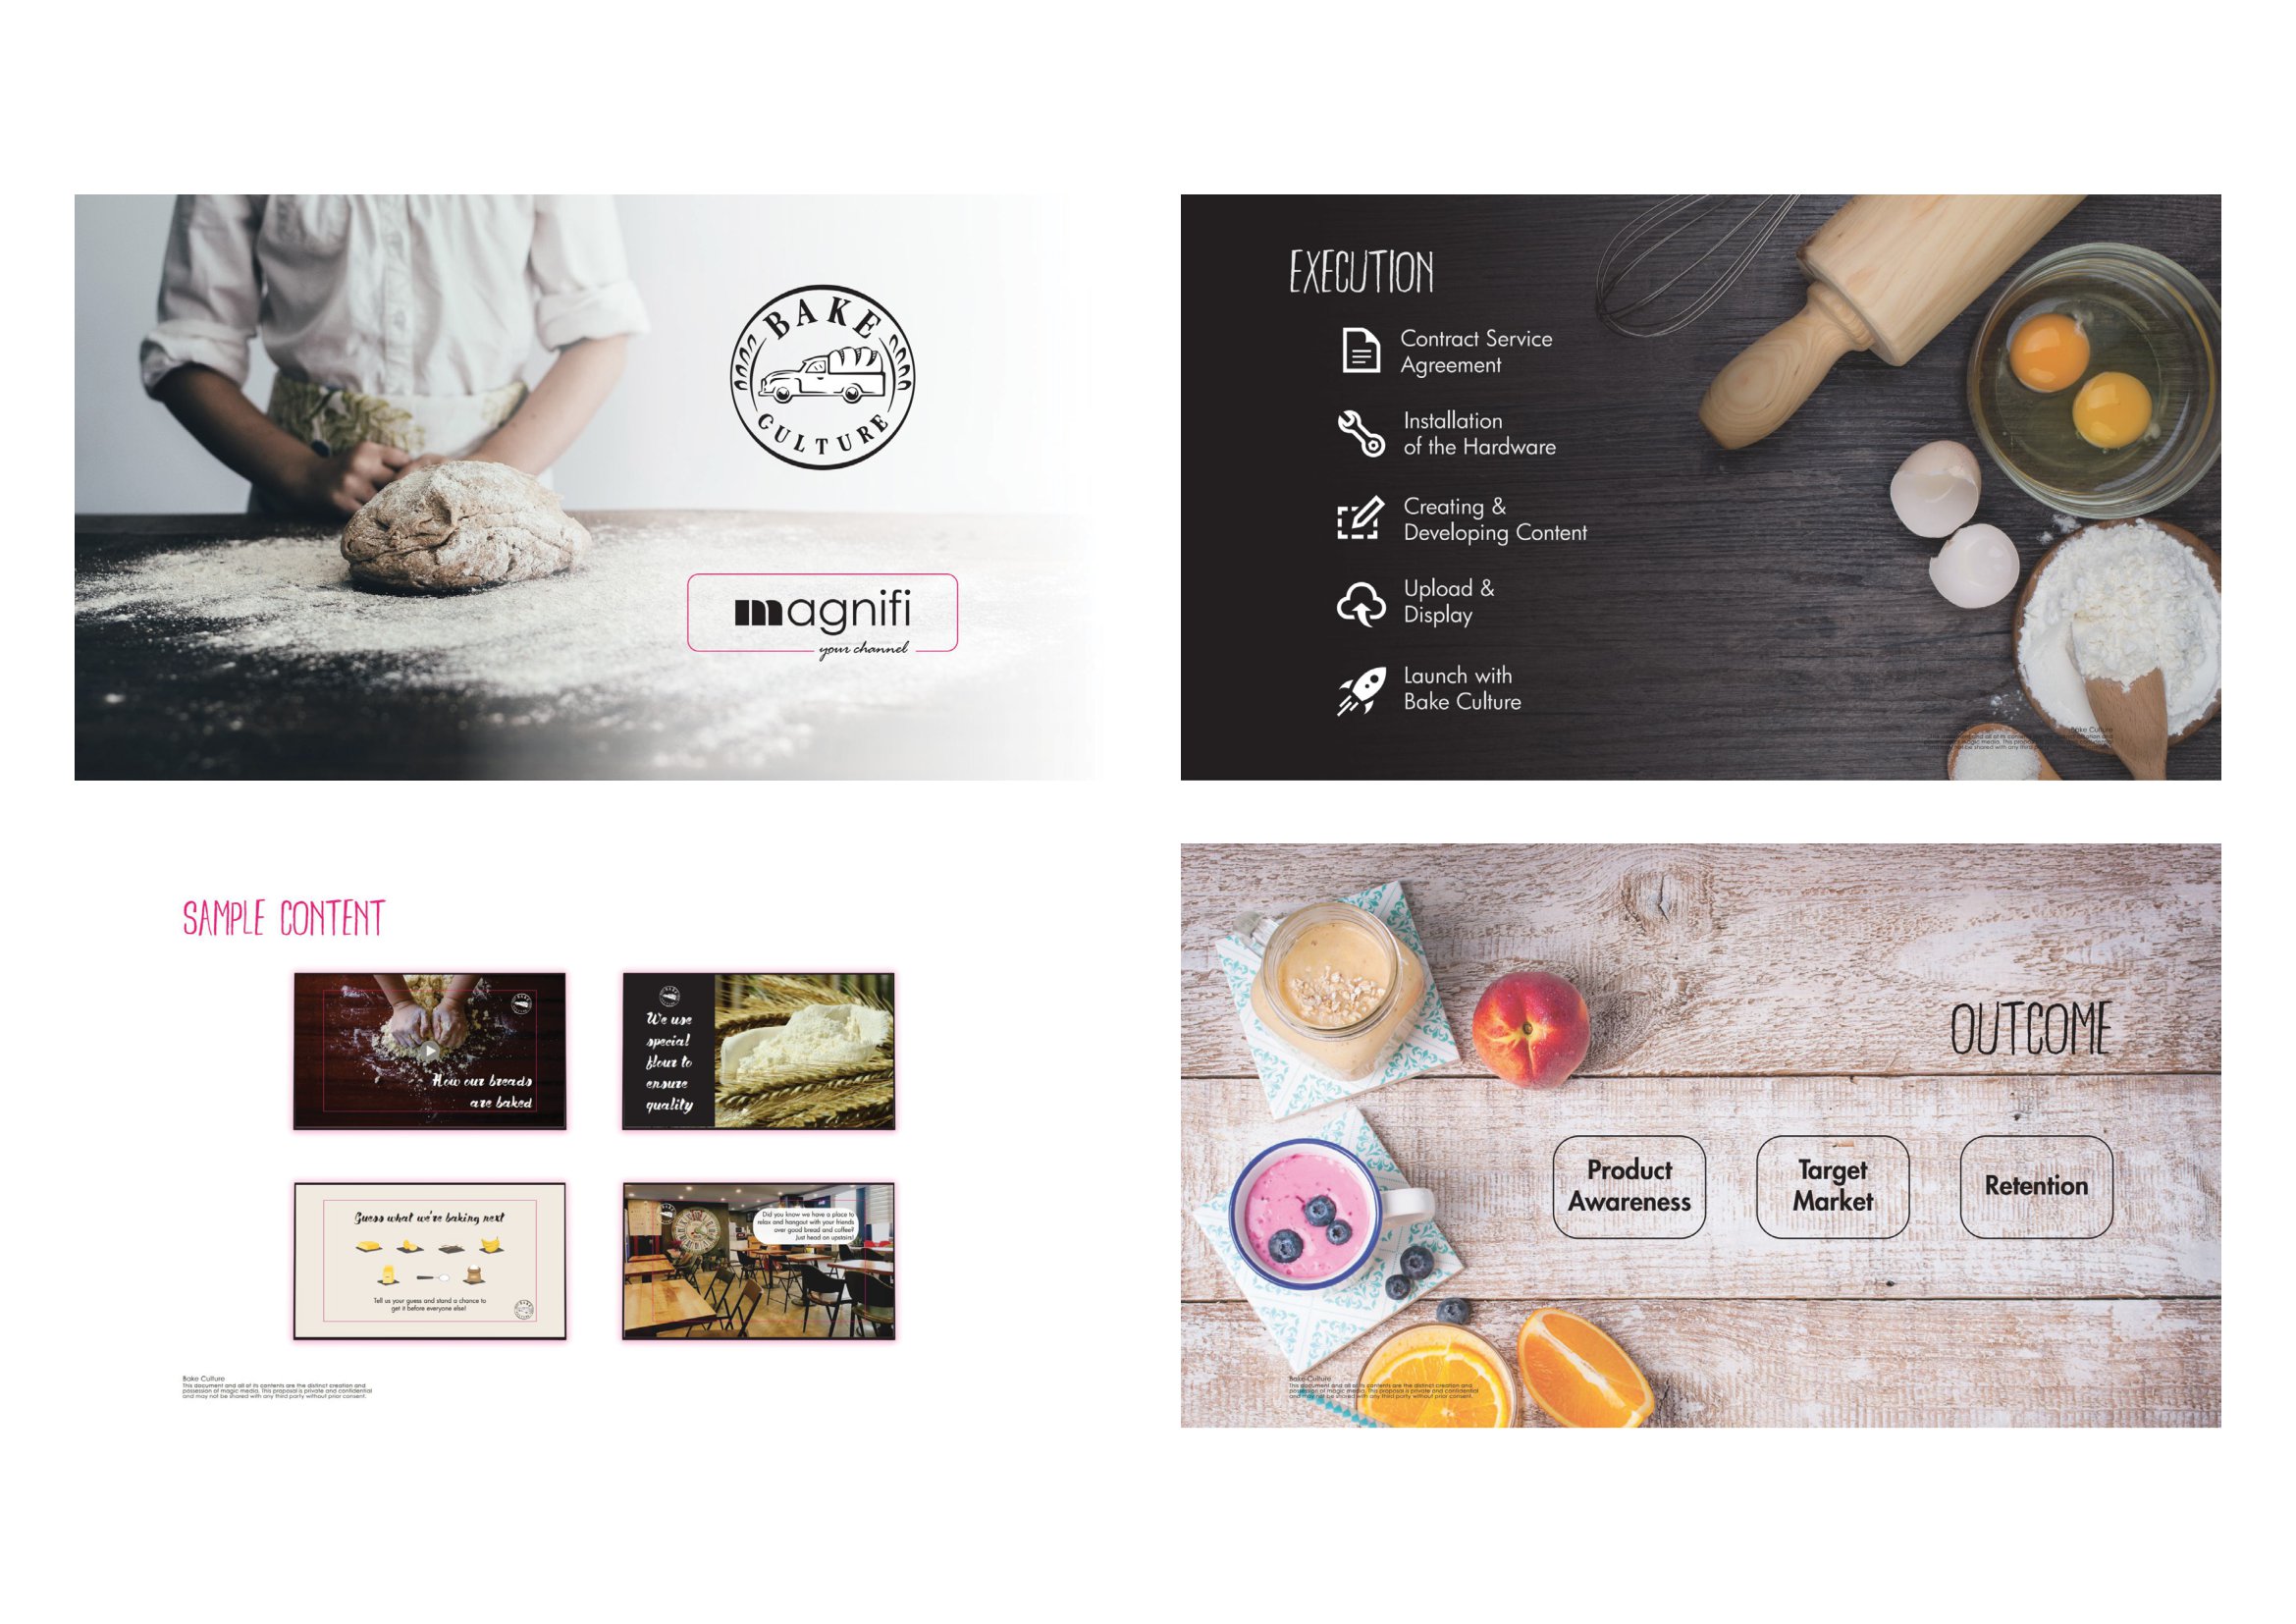 BAKE
CULTURE
magnifi
your channel
EXECUTION
Contract Service
Agreement
Installation
of the Hardware
Creating &
Developing Content
Upload &
Display
Launch with
Bake Culture
Bake Culture
SAMPLE CONTENT
How our breads
are baked
We use
special
flour to
ensure
quality
Guess what we're baking next
Tell us your guess and stand a chance to
get it before everyone else!
BAKE
Did you know we have a place to
relax and hangout with your friends
over good bread and coffee?
Just head on upstairs!
Bake Culture
This document and all of its contents are the distinct creation and
possession of magic media. This proposal is private and confidential
and may not be shared with any third party without prior consent.
OUTCOME
Product
Awareness
Target
Market
Retention
Bake Culture
This document and all of its contents are the distinct creation and
possession of magic media. This proposal is private and confidential
and may not be shared with any third party without prior consent.